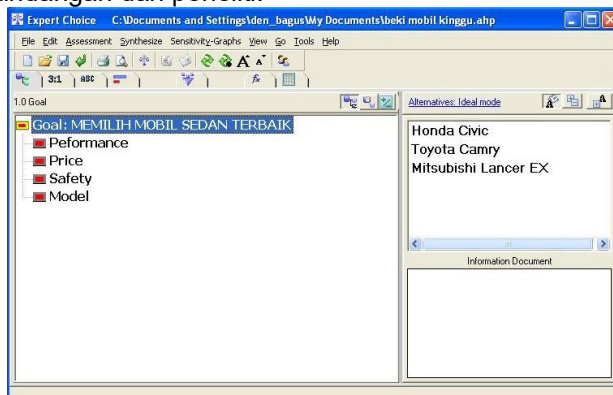 Expert Choice C:\Documents and Settings\den_bagus\My Documents\beki mobil kinggu.ahp
File Edit Assessment Synthesize Sensitivity-Graphs View Go Tools Help
3:1 ABC
1.0 Goal
Alternatives: Ideal mode
Goal: MEMILIH MOBIL SEDAN TERBAIK
Peformance
Price
Safety
Model
Honda Civic
Toyota Camry
Mitsubishi Lancer EX
Information Document